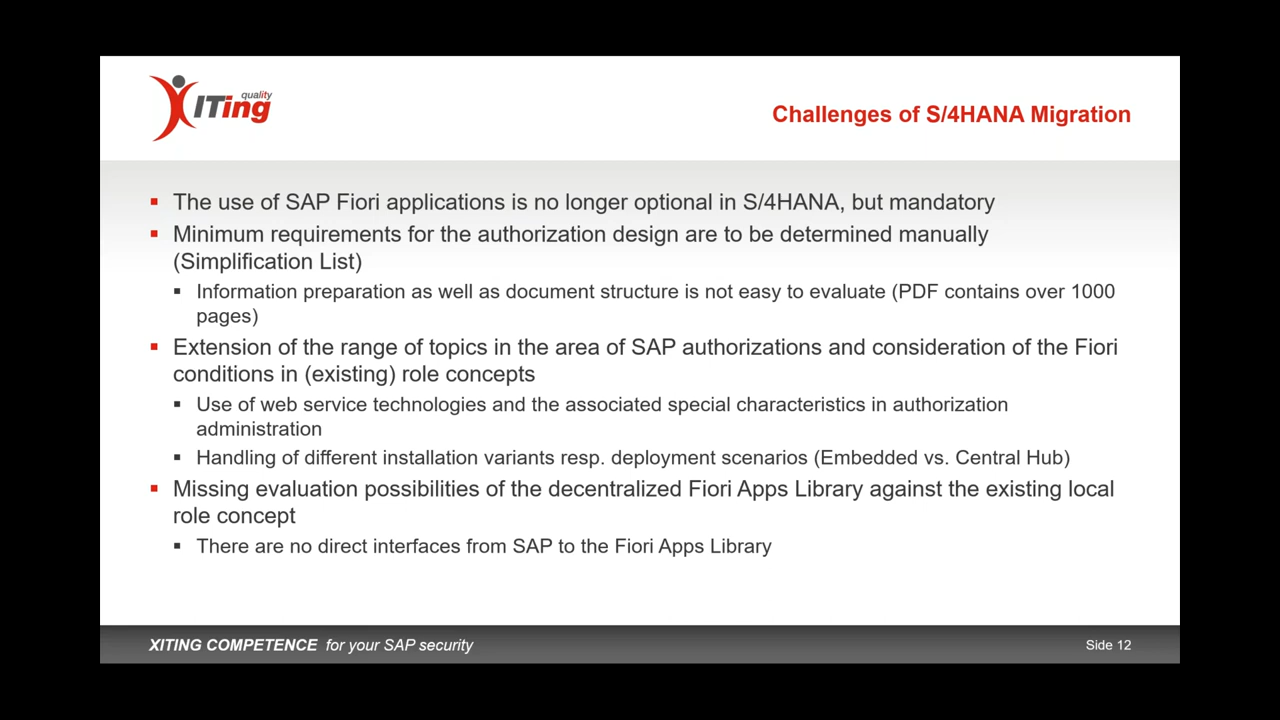 XITing quality
Challenges of S/4HANA Migration
▪ The use of SAP Fiori applications is no longer optional in S/4HANA, but mandatory
▪ Minimum requirements for the authorization design are to be determined manually
(Simplification List)
▪ Information preparation as well as document structure is not easy to evaluate (PDF contains over 1000
pages)
▪ Extension of the range of topics in the area of SAP authorizations and consideration of the Fiori
conditions in (existing) role concepts
▪ Use of web service technologies and the associated special characteristics in authorization
administration
▪ Handling of different installation variants resp. deployment scenarios (Embedded vs. Central Hub)
▪ Missing evaluation possibilities of the decentralized Fiori Apps Library against the existing local
role concept
▪ There are no direct interfaces from SAP to the Fiori Apps Library
XITING COMPETENCE for your SAP security
Side 12